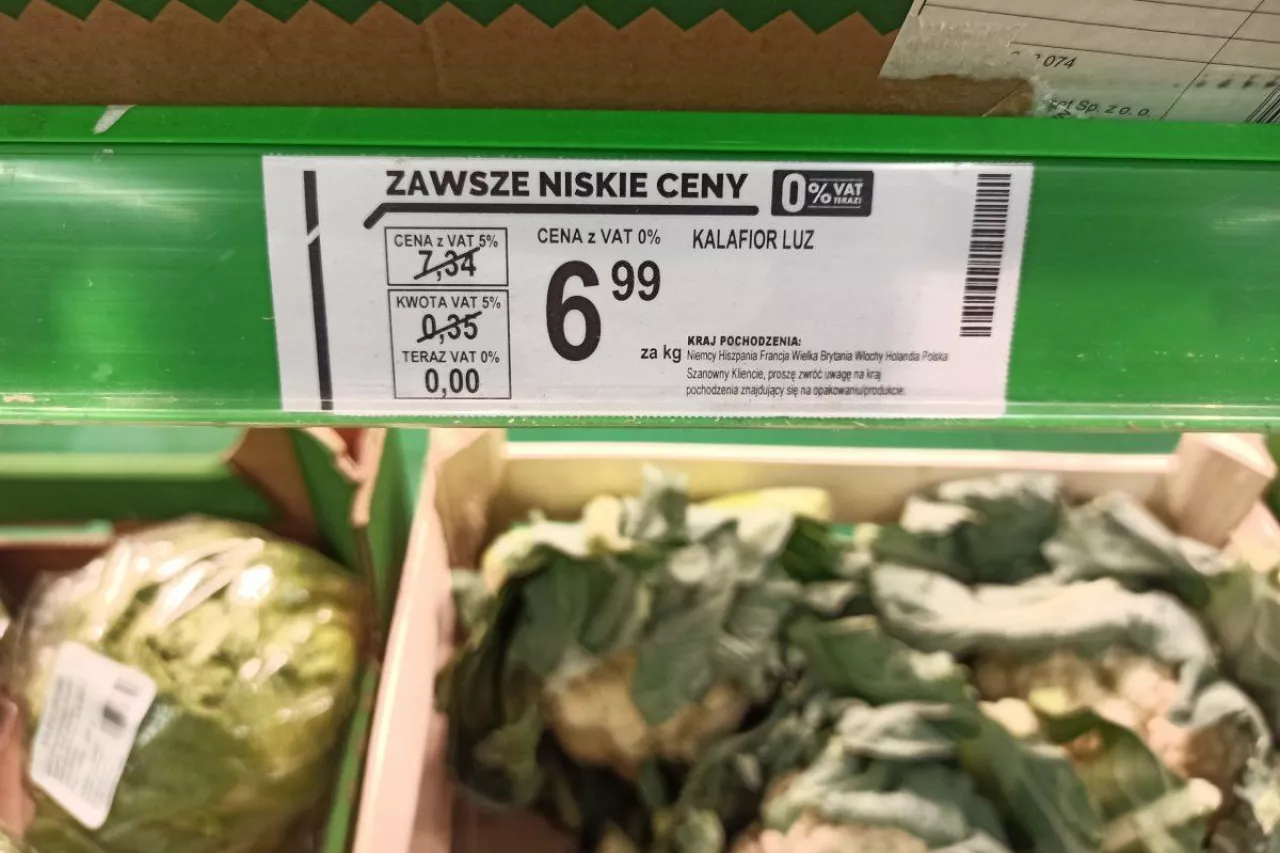 074
Sp. z o.o.
ZAWSZE NISKIE CENY
0% VAT
TERAZ!
CENA z VAT 5%
7,34
KWOTA VAT 5%
0,35
TERAZ VAT 0%
0,00
CENA z VAT 0%
6 99
za kg
KALAFIOR LUZ
KRAJ POCHODZENIA:
Niemcy Hiszpania Francja Wielka Brytania Włochy Holandia Polska
Szanowny Kliencie, proszę zwróć uwagę na kraj
pochodzenia znajdujący się na opakowaniu/produkcie.